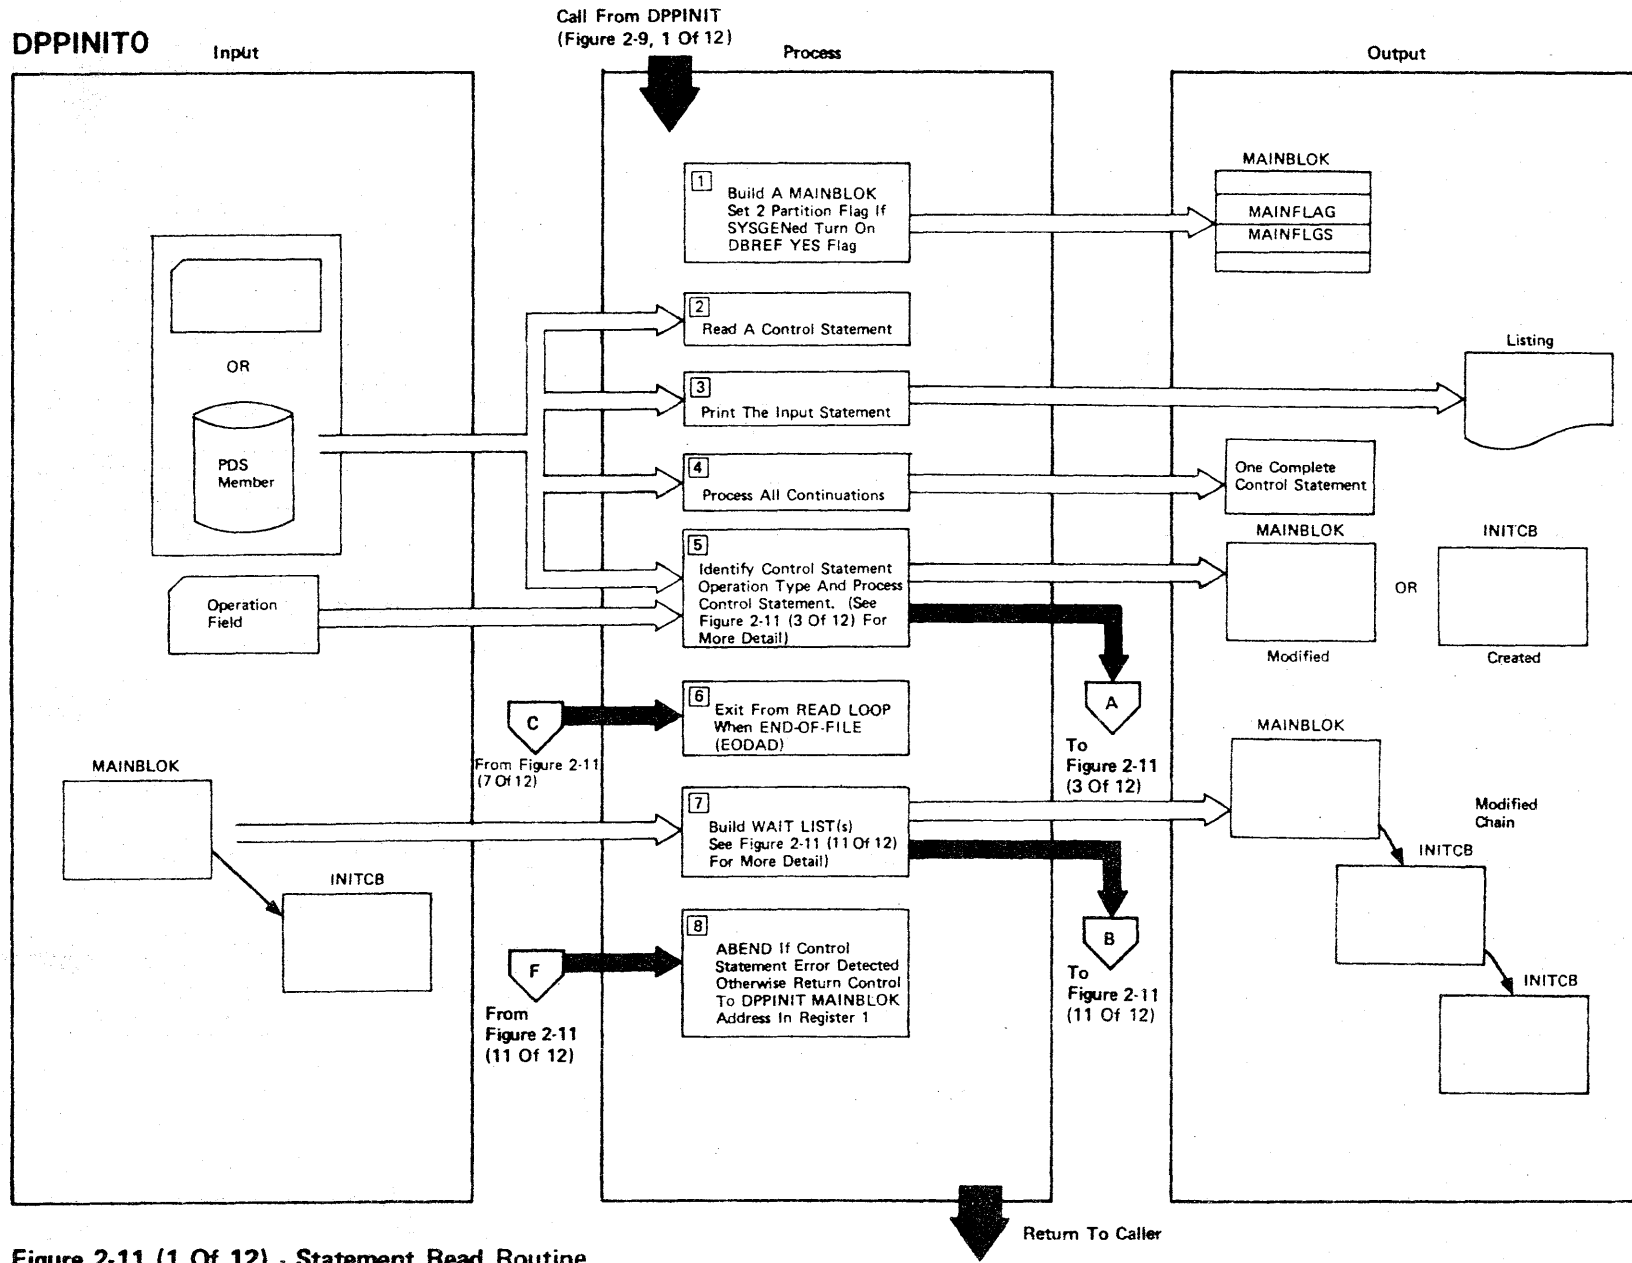 Call From DPPINIT
(Figure 2-9, 1 Of 12)
DPPINIT0
Input
Process
Output
1
Build A MAINBLOK
Set 2 Partition Flag If
SYSGENed Turn On
DBREF YES Flag
MAINBLOK
MAINFLAG
MAINFLGS
2
Read A Control Statement
OR
Listing
3
Print The Input Statement
PDS
Member
4
Process All Continuations
One Complete
Control Statement
5
Identify Control Statement
Operation Type And Process
Control Statement. (See
Figure 2-11 (3 Of 12) For
More Detail)
MAINBLOK
INITCB
OR
Modified
Created
Operation
Field
A
To
Figure 2-11
(3 Of 12)
C
From Figure 2-11
(7 Of 12)
6
Exit From READ LOOP
When END-OF-FILE
(EODAD)
MAINBLOK
INITCB
7
Build WAIT LIST(s)
See Figure 2-11 (11 Of 12)
For More Detail)
MAINBLOK
Modified
Chain
INITCB
INITCB
B
To
Figure 2-11
(11 Of 12)
F
From
Figure 2-11
(11 Of 12)
8
ABEND If Control
Statement Error Detected
Otherwise Return Control
To DPPINIT MAINBLOK
Address In Register 1
Return To Caller
Figure 2-11 (1 Of 12) - Statement Read Routine